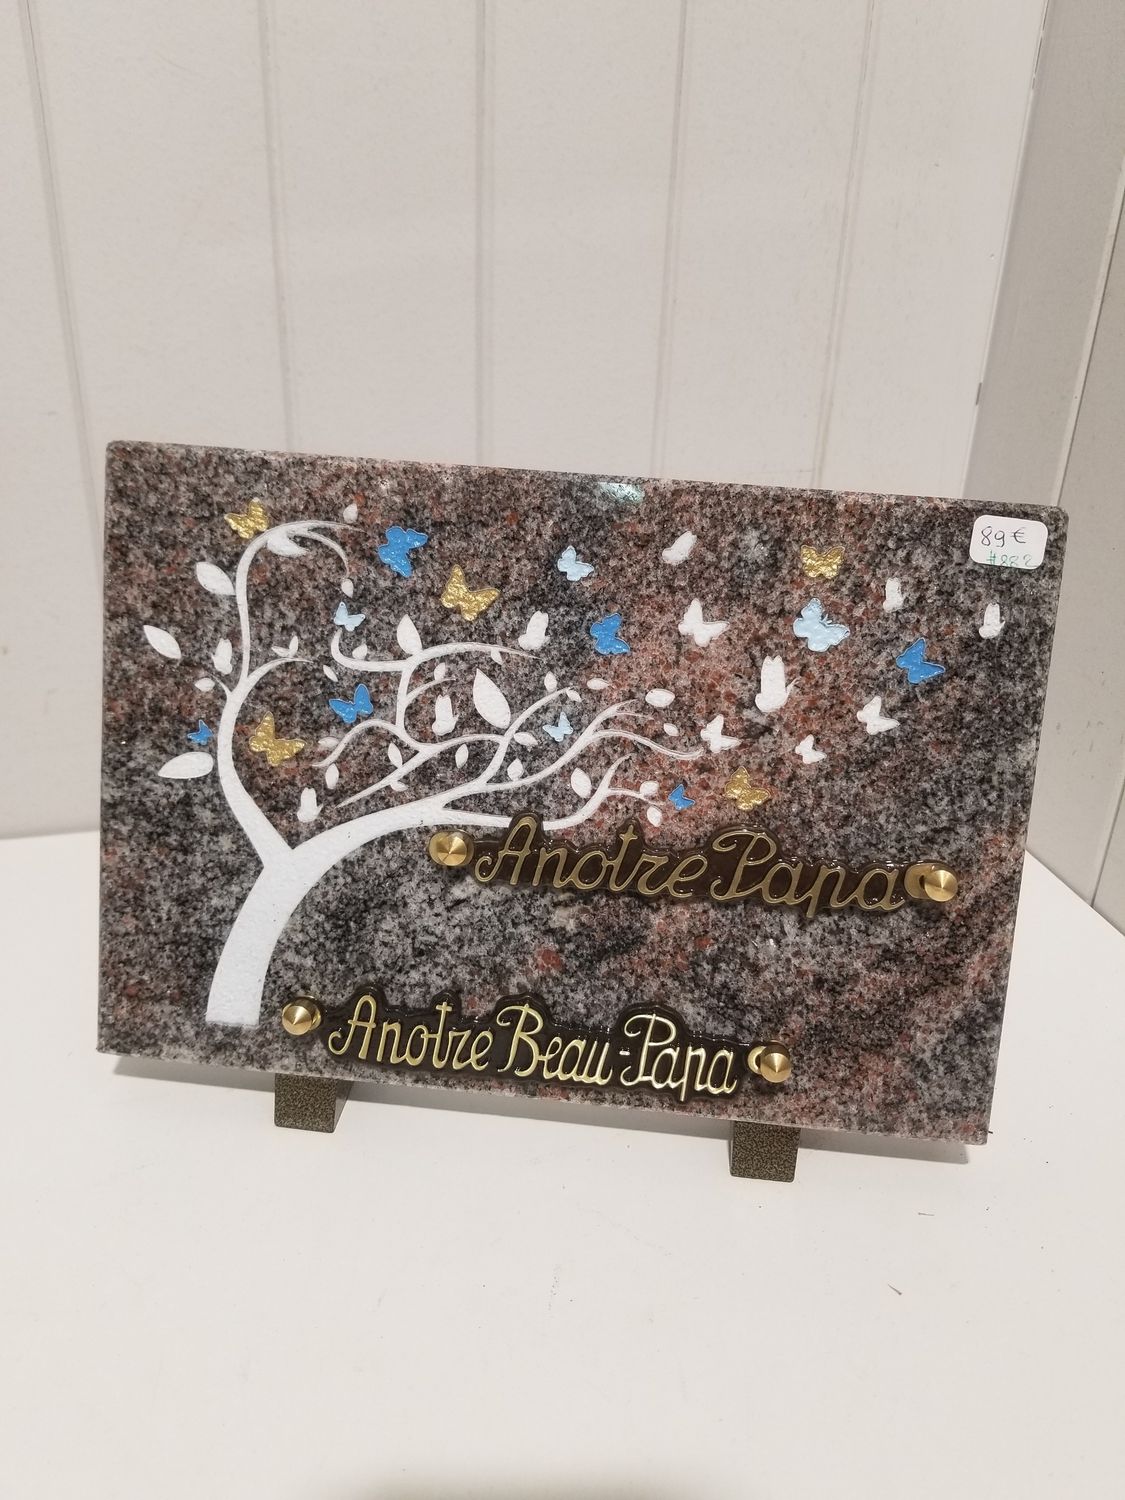 89 €
#882
Anotre Papa
Anotre Beau-Papa